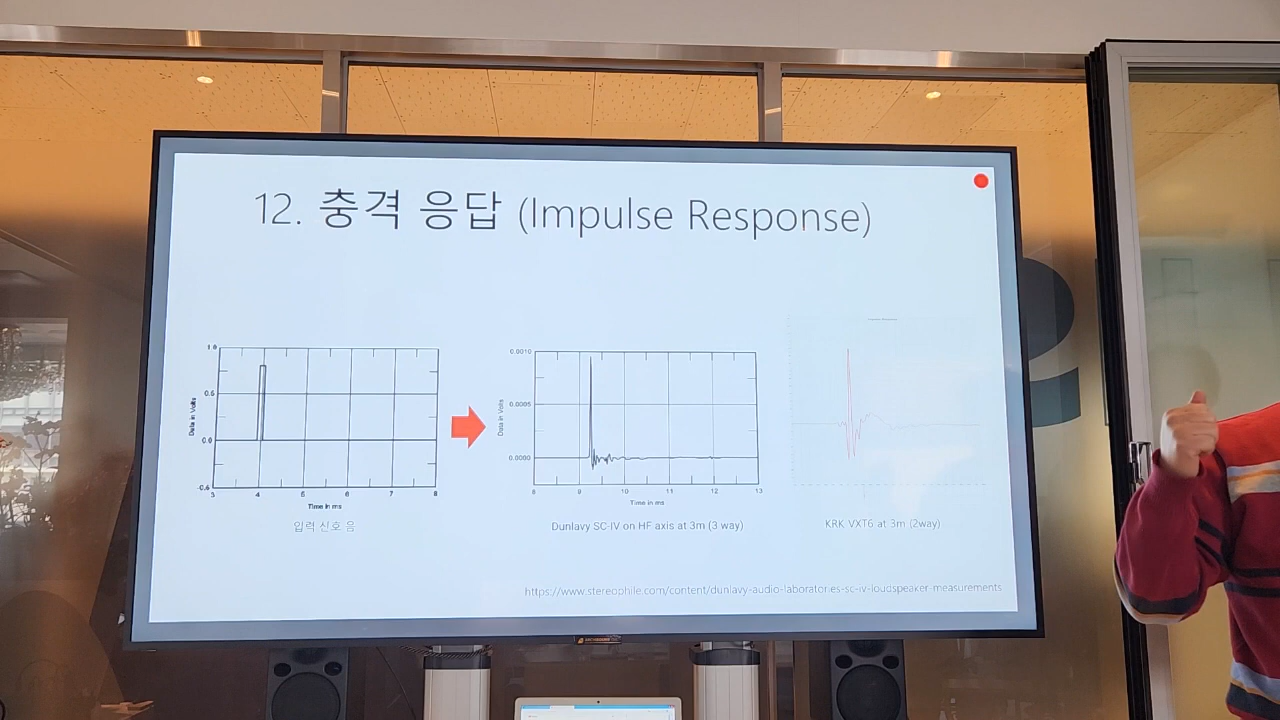 12. 충격 응답 (Impulse Response)
1.0
0.5
0.0
-0.6
Data in Volts
3 4 5 6 7 8
Time in ms
입력 신호 음
0.0010
0.0005
0.0000
Data in Volts
8 9 10 11 12 13
Time in ms
Dunlavy SC-IV on HF axis at 3m (3 way)
KRK VXT6 at 3m (2way)
https://www.stereophile.com/content/dunlavy-audio-laboratories-sc-iv-loudspeaker-measurements